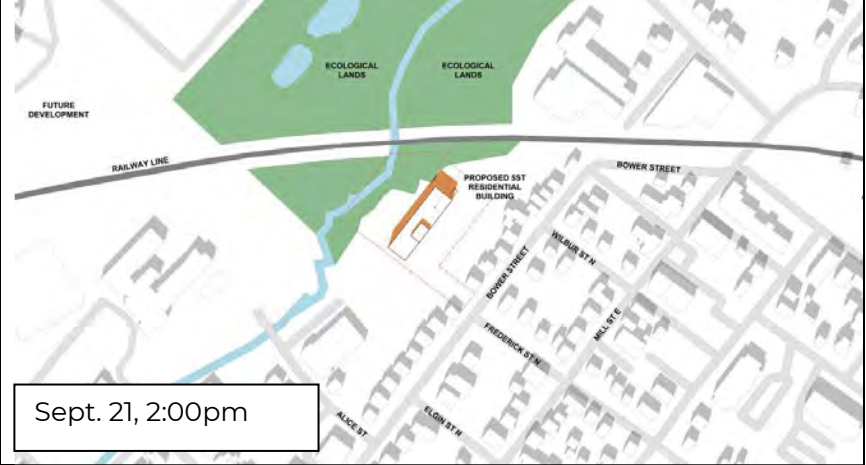 ECOLOGICAL
LANDS
ECOLOGICAL
LANDS
FUTURE
DEVELOPMENT
RAILWAY LINE
BOWER STREET
PROPOSED 5ST
RESIDENTIAL
BUILDING
WILBUR ST N
BOWER STREET
MILL ST E
FREDERICK ST N
Sept. 21, 2:00pm
ALICE ST
ELGIN ST N